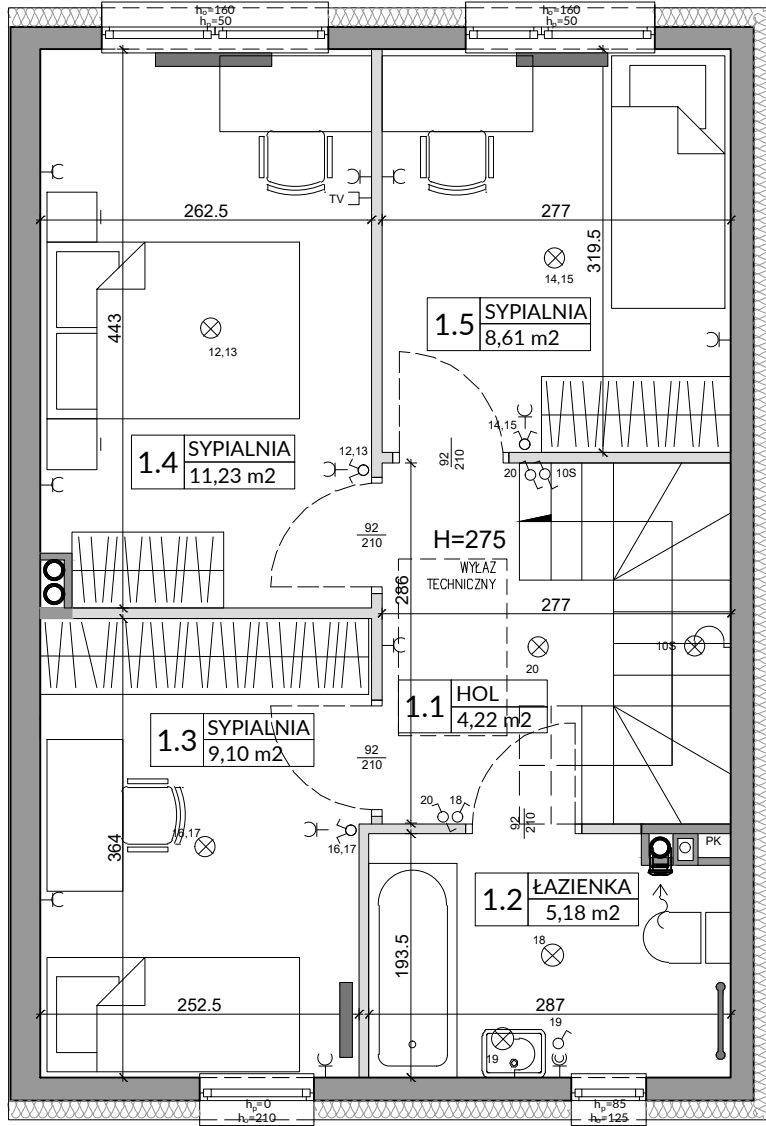 hₒ=160
hₚ=50
hₒ=160
hₚ=50
TV
262.5
277
319.5
14,15
443
12,13
1.5 SYPIALNIA
8,61 m2
14,15
1.4 SYPIALNIA
11,23 m2
12,13
92
210
20
10S
92
210
H=275
WYŁAZ
TECHNICZNY
286
277
20
10S
1.1 HOL
4,22 m2
1.3 SYPIALNIA
9,10 m2
92
210
20
18
92
210
16,17
16,17
364
PK
1.2 ŁAZIENKA
5,18 m2
18
193.5
252.5
287
19
19
hₚ=0
hₒ=210
hₚ=85
hₒ=125